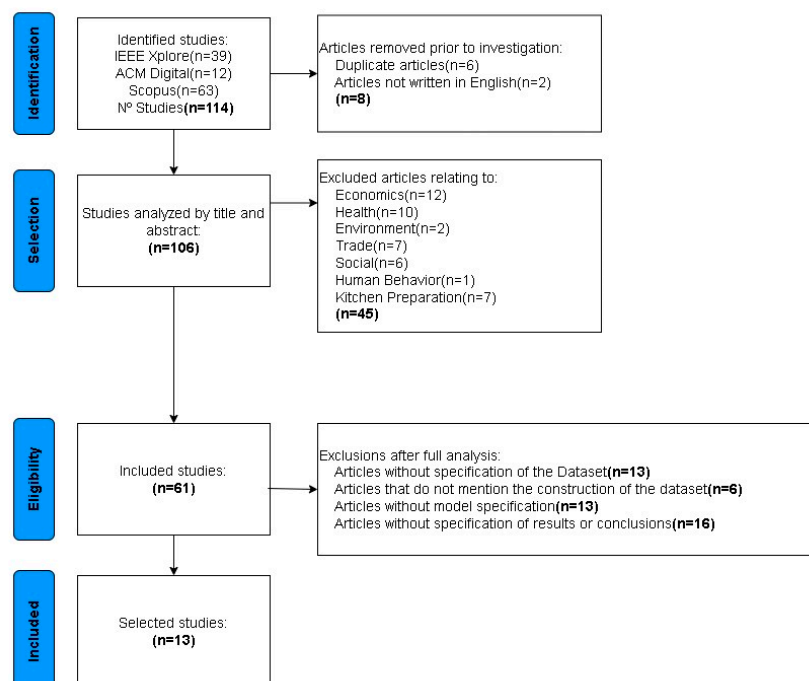 Identification
Identified studies:
IEEE Xplore(n=39)
ACM Digital(n=12)
Scopus(n=63)
Nº Studies(n=114)
Articles removed prior to investigation:
Duplicate articles(n=6)
Articles not written in English(n=2)
(n=8)
Selection
Studies analyzed by title and
abstract:
(n=106)
Excluded articles relating to:
Economics(n=12)
Health(n=10)
Environment(n=2)
Trade(n=7)
Social(n=6)
Human Behavior(n=1)
Kitchen Preparation(n=7)
(n=45)
Eligibility
Included studies:
(n=61)
Exclusions after full analysis:
Articles without specification of the Dataset(n=13)
Articles that do not mention the construction of the dataset(n=6)
Articles without model specification(n=13)
Articles without specification of results or conclusions(n=16)
Included
Selected studies:
(n=13)